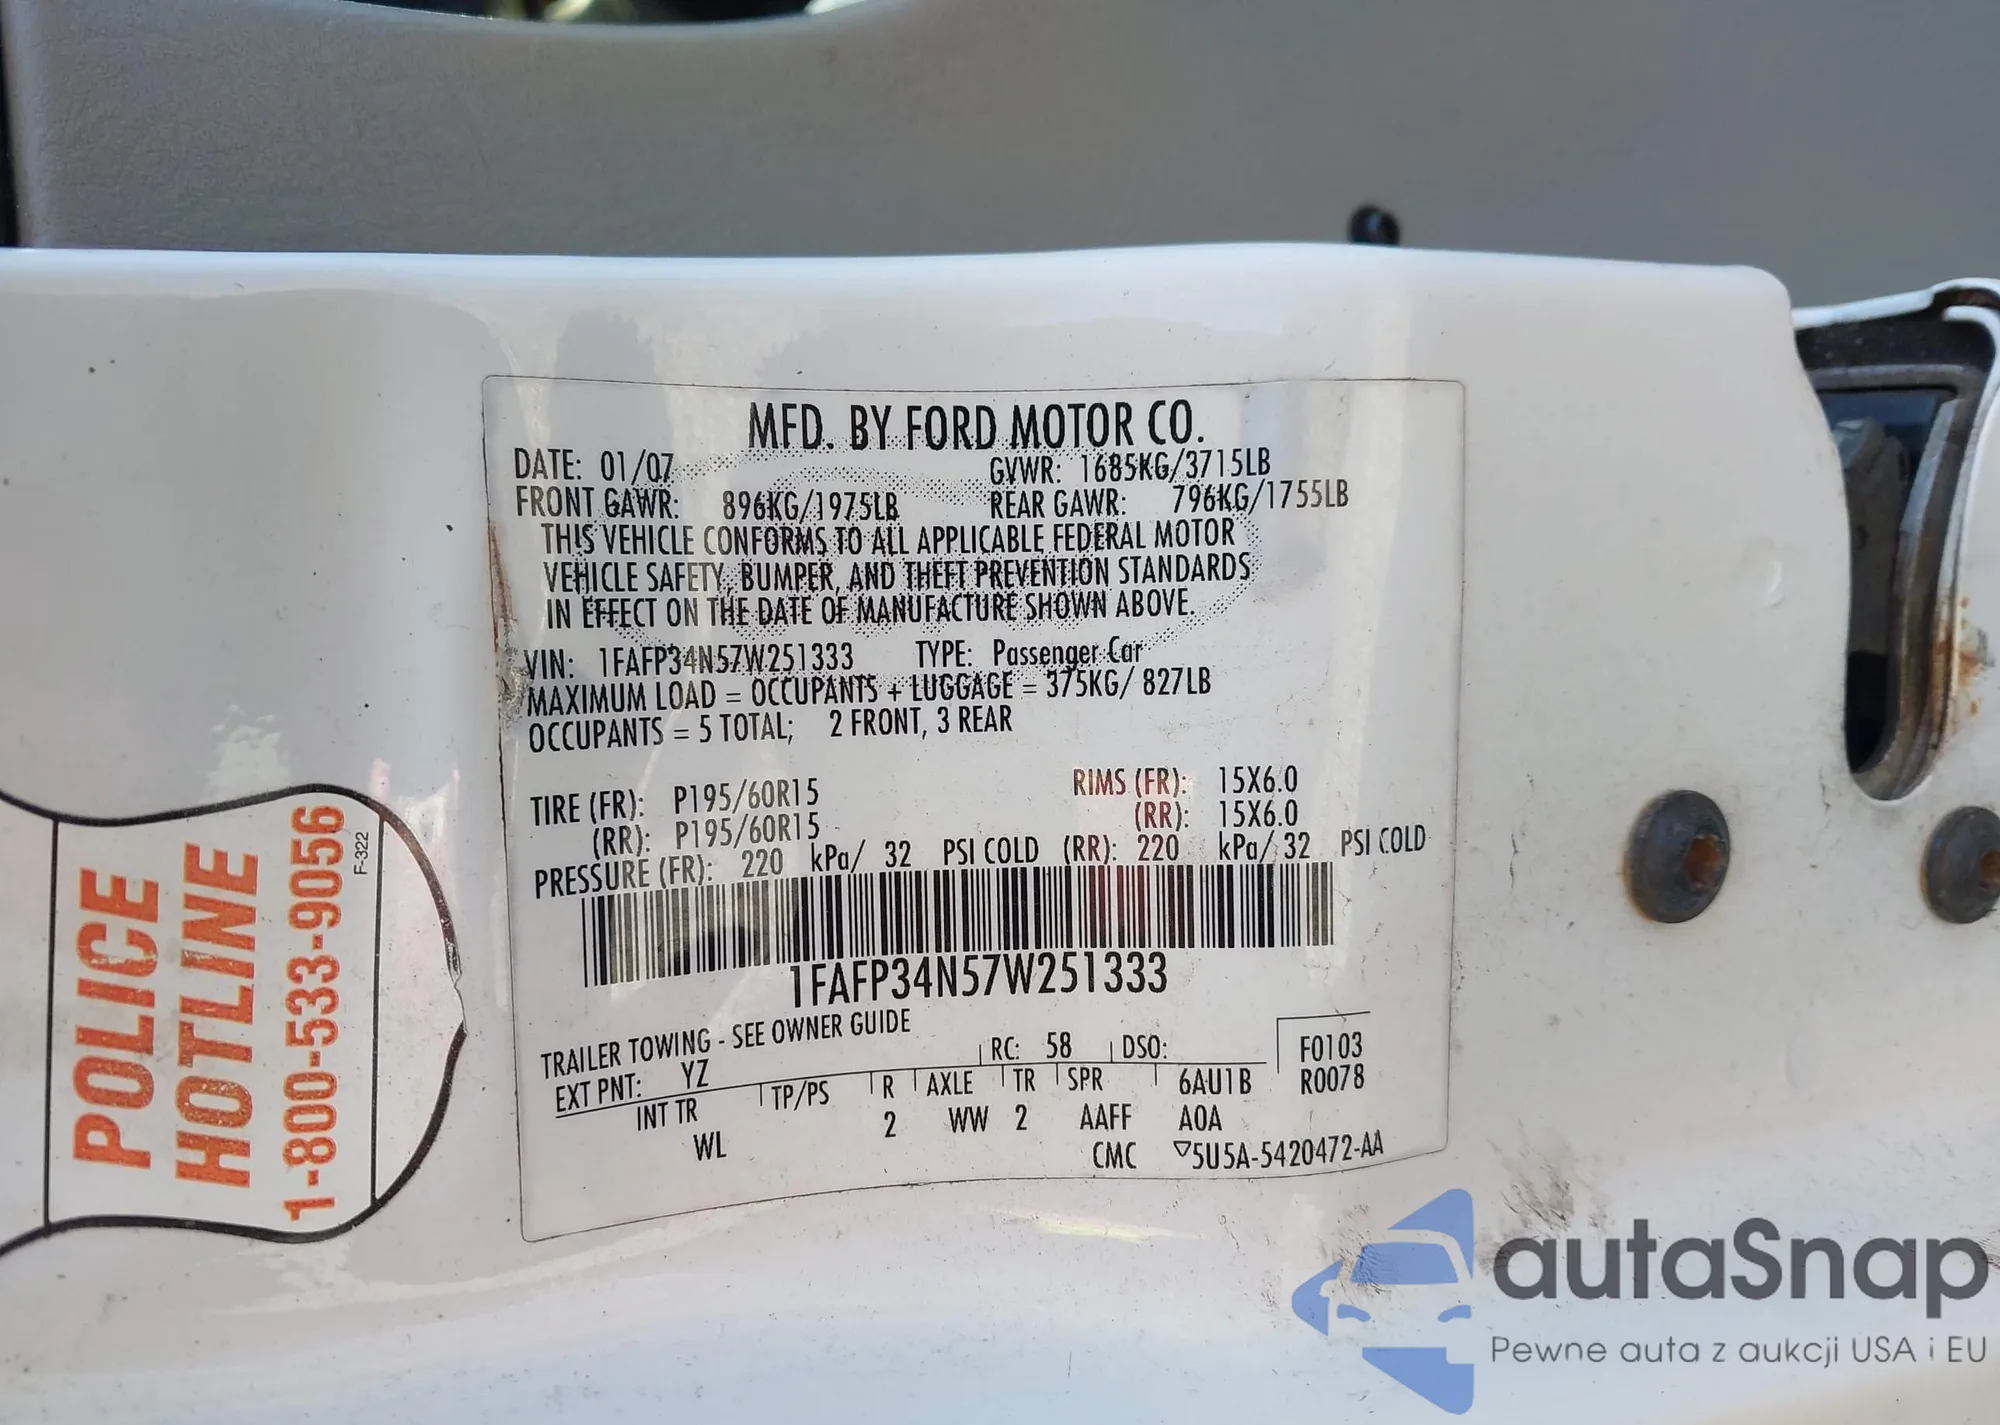 MFD. BY FORD MOTOR CO.
DATE: 01/07 GVWR: 1685KG/3715LB
FRONT GAWR: 896KG/1975LB REAR GAWR: 796KG/1755LB
THIS VEHICLE CONFORMS TO ALL APPLICABLE FEDERAL MOTOR
VEHICLE SAFETY, BUMPER, AND THEFT PREVENTION STANDARDS
IN EFFECT ON THE DATE OF MANUFACTURE SHOWN ABOVE.
VIN: 1FAFP34N57W251333 TYPE: Passenger Car
MAXIMUM LOAD = OCCUPANTS + LUGGAGE = 375KG/ 827LB
OCCUPANTS = 5 TOTAL; 2 FRONT, 3 REAR
TIRE (FR): P195/60R15 RIMS (FR): 15X6.0
(RR): P195/60R15 (RR): 15X6.0
PRESSURE (FR): 220 kPa/ 32 PSI COLD (RR): 220 kPa/ 32 PSI COLD
1FAFP34N57W251333
TRAILER TOWING - SEE OWNER GUIDE
EXT PNT: YZ RC: 58 DSO: F0103
INT TR TP/PS R AXLE TR SPR 6AU1B R0078
WL 2 WW 2 AAFF A0A
CMC ▽5U5A-5420472-AA
POLICE
HOTLINE
1-800-533-9056
F-322
autaSnap
Pewne auta z aukcji USA i EU